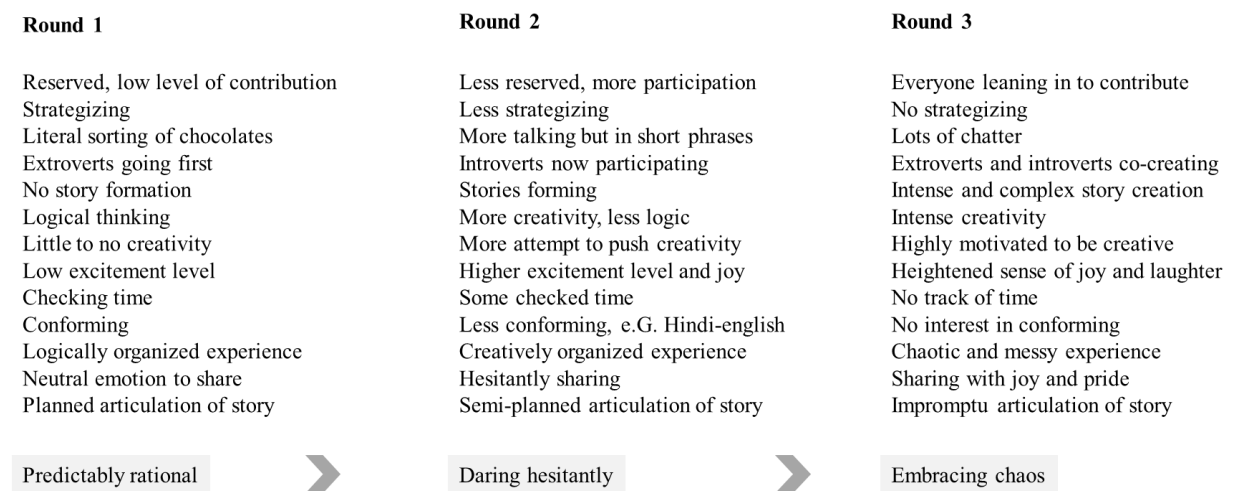 Round 1
Reserved, low level of contribution
Strategizing
Literal sorting of chocolates
Extroverts going first
No story formation
Logical thinking
Little to no creativity
Low excitement level
Checking time
Conforming
Logically organized experience
Neutral emotion to share
Planned articulation of story
Predictably rational
Round 2
Less reserved, more participation
Less strategizing
More talking but in short phrases
Introverts now participating
Stories forming
More creativity, less logic
More attempt to push creativity
Higher excitement level and joy
Some checked time
Less conforming, e.G. Hindi-english
Creatively organized experience
Hesitantly sharing
Semi-planned articulation of story
Daring hesitantly
Round 3
Everyone leaning in to contribute
No strategizing
Lots of chatter
Extroverts and introverts co-creating
Intense and complex story creation
Intense creativity
Highly motivated to be creative
Heightened sense of joy and laughter
No track of time
No interest in conforming
Chaotic and messy experience
Sharing with joy and pride
Impromptu articulation of story
Embracing chaos